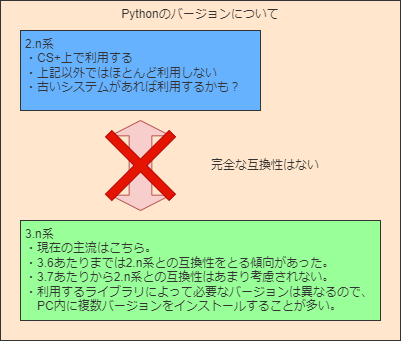 Pythonのバージョンについて
2.n系
・CS+上で利用する
・上記以外ではほとんど利用しない
・古いシステムがあれば利用するかも？
完全な互換性はない
3.n系
・現在の主流はこちら。
・3.6あたりまでは2.n系との互換性をとる傾向があった。
・3.7あたりから2.n系との互換性はあまり考慮されない。
・利用するライブラリによって必要なバージョンは異なるので、
PC内に複数バージョンをインストールすることが多い。